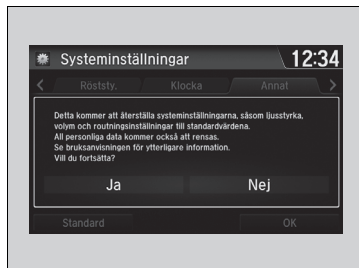 Systeminställningar 12:34
Röststy. Klocka Annat
Detta kommer att återställa systeminställningarna, såsom ljusstyrka,
volym och routningsinställningar till standardvärdena.
All personliga data kommer också att rensas.
Se bruksanvisningen för ytterligare information.
Vill du fortsätta?
Ja Nej
Standard OK